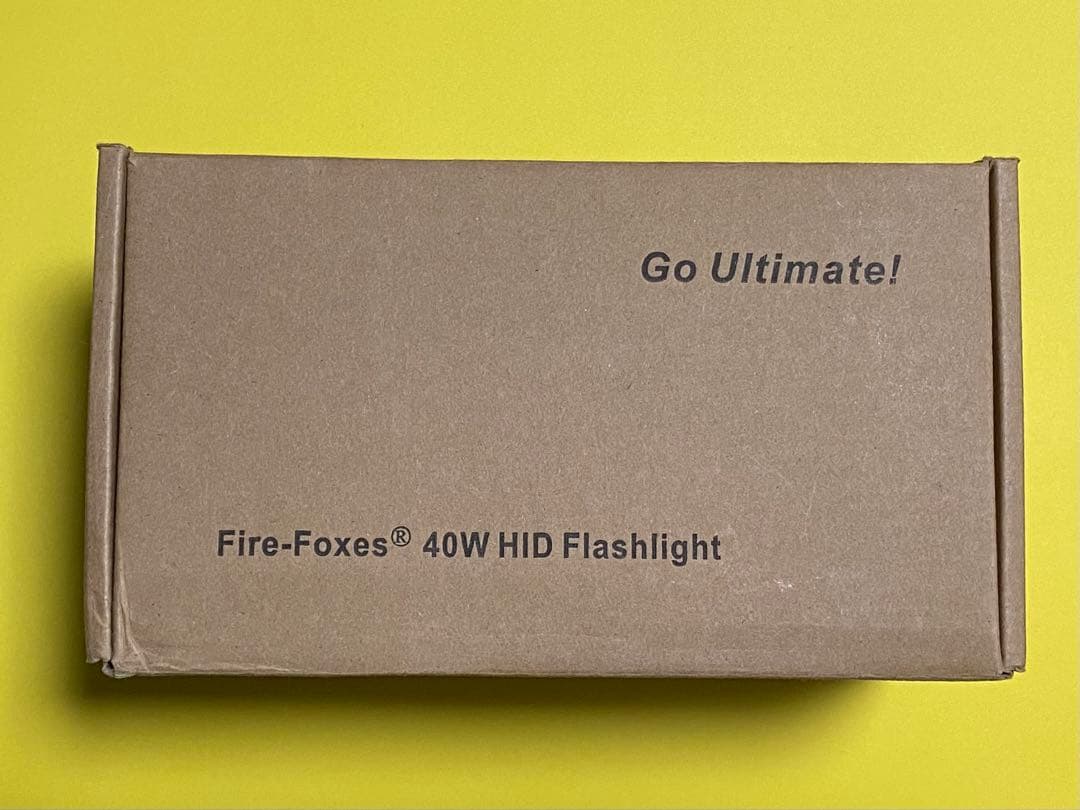 Go Ultimate!
Fire-Foxes® 40W HID Flashlight